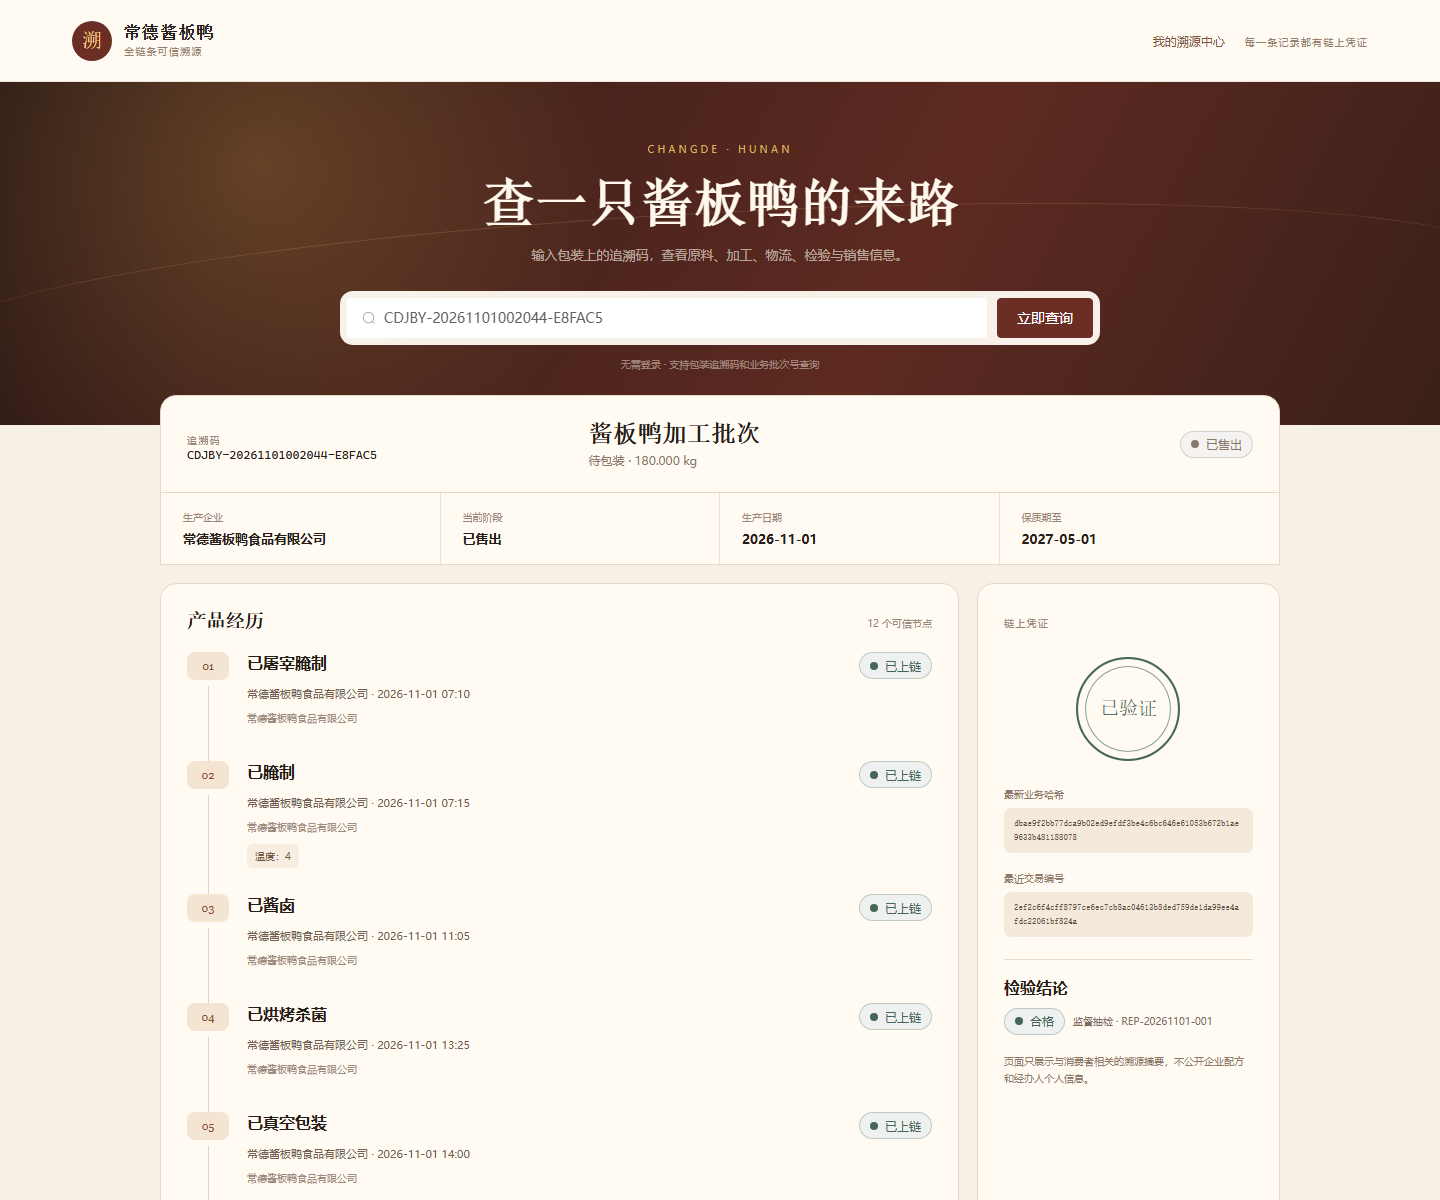 溯
常德酱板鸭
全链条可信溯源
我的溯源中心
每一条记录都有链上凭证
CHANGDE · HUNAN
查一只酱板鸭的来路
输入包装上的追溯码，查看原料、加工、物流、检验与销售信息。
CDJBY-20261101002044-E8FAC5
立即查询
无需登录 · 支持包装追溯码和业务批次号查询
追溯码
CDJBY-20261101002044-E8FAC5
酱板鸭加工批次
待包装 · 180.000 kg
已售出
生产企业
常德酱板鸭食品有限公司
当前阶段
已售出
生产日期
2026-11-01
保质期至
2027-05-01
产品经历
12 个可信节点
01
已屠宰腌制
已上链
常德酱板鸭食品有限公司 · 2026-11-01 07:10
常德酱板鸭食品有限公司
02
已腌制
已上链
常德酱板鸭食品有限公司 · 2026-11-01 07:15
常德酱板鸭食品有限公司
温度：4
03
已酱卤
已上链
常德酱板鸭食品有限公司 · 2026-11-01 11:05
常德酱板鸭食品有限公司
04
已烘烤杀菌
已上链
常德酱板鸭食品有限公司 · 2026-11-01 13:25
常德酱板鸭食品有限公司
05
已真空包装
已上链
常德酱板鸭食品有限公司 · 2026-11-01 14:00
常德酱板鸭食品有限公司
链上凭证
已验证
最新业务哈希
dbae9f2bb77dca9b02ed9efdf3be4c6bc646e61053b672b1ae
9633b481188078
最近交易编号
2ef2c6f4cff8797ce6ec7cb8ac04613b8ded759de1da99ee4a
fdc22061bf824a
检验结论
合格
监督抽检 · REP-20261101-001
页面只展示与消费者相关的溯源摘要，不公开企业配方
和经办人个人信息。